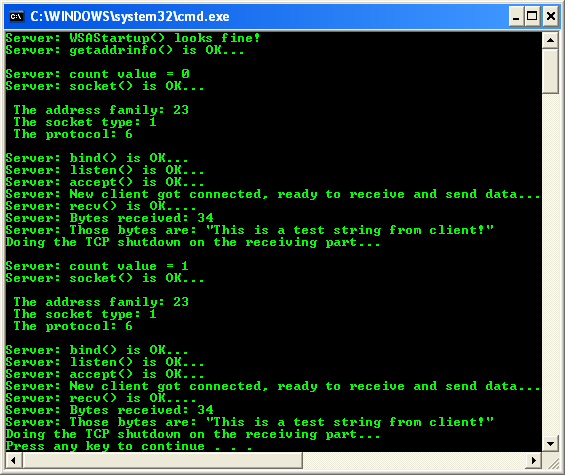 C:\WINDOWS\system32\cmd.exe
Server: WSAStartup() looks fine!
Server: getaddrinfo() is OK...
Server: count value = 0
Server: socket() is OK...
The address family: 23
The socket type: 1
The protocol: 6
Server: bind() is OK...
Server: listen() is OK...
Server: accept() is OK...
Server: New client got connected, ready to receive and send data...
Server: recv() is OK....
Server: Bytes received: 34
Server: Those bytes are: "This is a test string from client!"
Doing the TCP shutdown on the receiving part...
Server: count value = 1
Server: socket() is OK...
The address family: 23
The socket type: 1
The protocol: 6
Server: bind() is OK...
Server: listen() is OK...
Server: accept() is OK...
Server: New client got connected, ready to receive and send data...
Server: recv() is OK....
Server: Bytes received: 34
Server: Those bytes are: "This is a test string from client!"
Doing the TCP shutdown on the receiving part...
Press any key to continue . . .